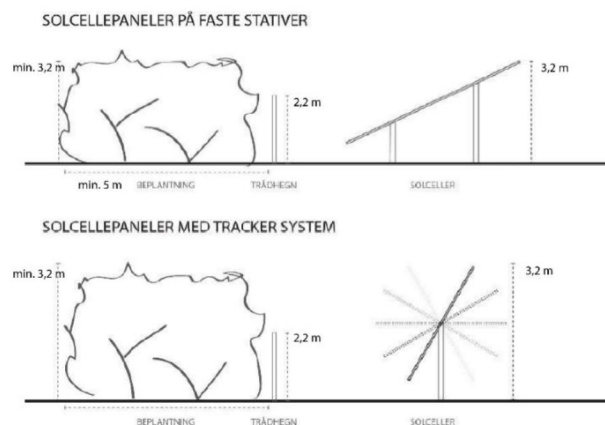 SOLCELLEPANELER PÅ FASTE STATIVER
min. 3,2 m
2,2 m
3,2 m
min. 5 m
BEPLANTNING
TRÅDHEGN
SOLCELLER
SOLCELLEPANELER MED TRACKER SYSTEM
min. 3,2 m
2,2 m
3,2 m
BEPLANTNING
TRÅDHEGN
SOLCELLER